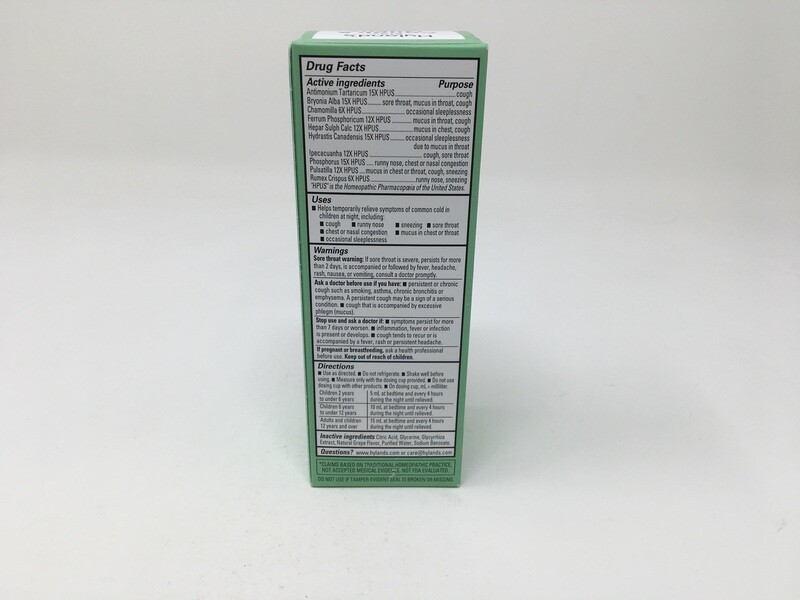 Hyland's
Drug Facts
Active ingredients Purpose
Antimonium Tartaricum 15X HPUS..........cough
Bryonia Alba 15X HPUS.......... sore throat, mucus in throat, cough
Chamomilla 6X HPUS.......... occasional sleeplessness
Ferrum Phosphoricum 12X HPUS .......... mucus in throat, cough
Hepar Sulph Calc 12X HPUS.......... mucus in chest, cough
Hydrastis Canadensis 15X HPUS.......... occasional sleeplessness
due to mucus in throat
Ipecacuanha 12X HPUS .......... cough, sore throat
Phosphorus 15X HPUS .... runny nose, chest or nasal congestion
Pulsatilla 12X HPUS ....mucus in chest or throat, cough, sneezing
Rumex Crispus 6X HPUS..........runny nose, sneezing
"HPUS" is the Homeopathic Pharmacopœia of the United States.
Uses
■ Helps temporarily relieve symptoms of common cold in
children at night, including:
■ cough ■ runny nose ■ sneezing ■ sore throat
■ chest or nasal congestion ■ mucus in chest or throat
■ occasional sleeplessness
Warnings
Sore throat warning: If sore throat is severe, persists for more
than 2 days, is accompanied or followed by fever, headache,
rash, nausea, or vomiting, consult a doctor promptly.
Ask a doctor before use if you have: ■ persistent or chronic
cough such as smoking, asthma, chronic bronchitis or
emphysema. A persistent cough may be a sign of a serious
condition. ■ cough that is accompanied by excessive
phlegm (mucus).
Stop use and ask a doctor if: ■ symptoms persist for more
than 7 days or worsen. ■ inflammation, fever or infection
is present or develops. ■ cough tends to recur or is
accompanied by a fever, rash or persistent headache.
If pregnant or breastfeeding, ask a health professional
before use. Keep out of reach of children.
Directions
■ Use as directed. ■ Do not refrigerate. ■ Shake well before
using. ■ Measure only with the dosing cup provided. ■ Do not use
dosing cup with other products. ■ On dosing cup, mL = milliliter.
Children 2 years 5 mL at bedtime and every 4 hours
to under 6 years during the night until relieved.
Children 6 years 10 mL at bedtime and every 4 hours
to under 12 years during the night until relieved.
Adults and children 15 mL at bedtime and every 4 hours
12 years and over during the night until relieved.
Inactive ingredients Citric Acid, Glycerine, Glycyrrhiza
Extract, Natural Grape Flavor, Purified Water, Sodium Benzoate.
Questions? www.hylands.com or care@hylands.com
*CLAIMS BASED ON TRADITIONAL HOMEOPATHIC PRACTICE,
NOT ACCEPTED MEDICAL EVIDENCE. NOT FDA EVALUATED.
DO NOT USE IF TAMPER EVIDENT SEAL IS BROKEN OR MISSING.